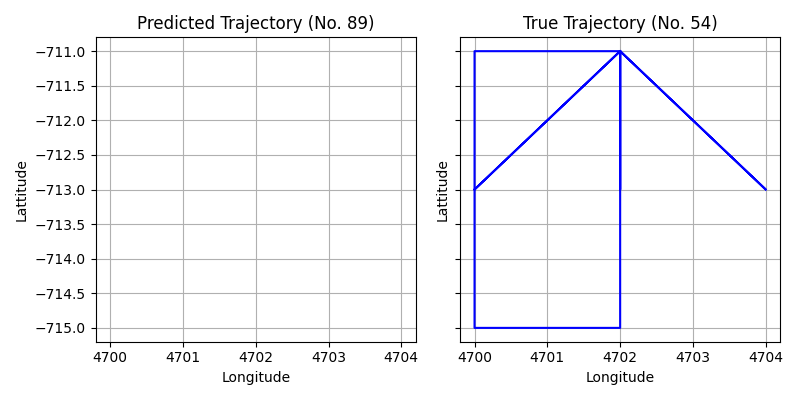 Predicted Trajectory (No. 89)
True Trajectory (No. 54)
−711.0
−711.5
−712.0
−712.5
−713.0
−713.5
−714.0
−714.5
−715.0
Lattitude
Lattitude
4700 4701 4702 4703 4704
4700 4701 4702 4703 4704
Longitude
Longitude